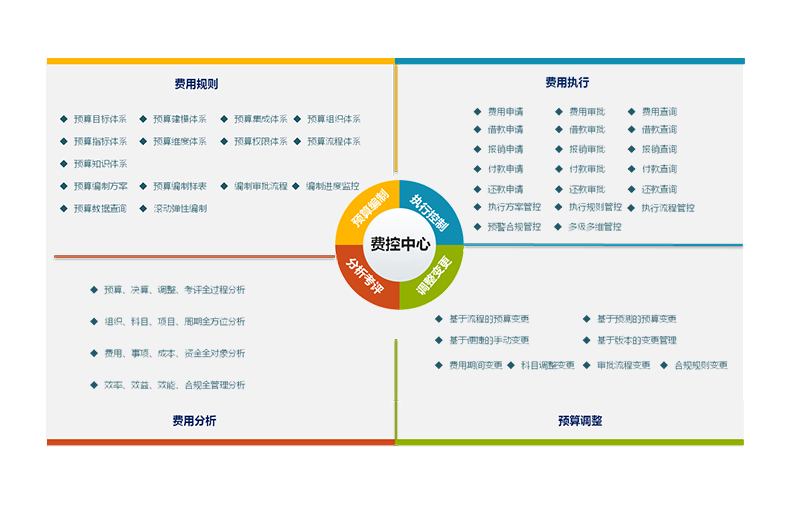 费用规则
预算目标体系 预算建模体系 预算集成体系 预算组织体系
预算指标体系 预算维度体系 预算权限体系 预算流程体系
预算知识体系
预算编制方案 预算编制样表 编制审批流程 编制进度监控
预算数据查询 滚动弹性编制
费用执行
费用申请 费用审批 费用查询
借款申请 借款审批 借款查询
报销申请 报销审批 报销查询
付款申请 付款审批 付款查询
还款申请 还款审批 还款查询
执行方案管控 执行规则管控 执行流程管控
预警合规管控 多级多维管控
预算编制
执行控制
费控中心
分析考评
调整变更
预算、决算、调整、考评全过程分析
组织、科目、项目、周期全方位分析
费用、事项、成本、资金全对象分析
效率、效益、效能、合规全管理分析
费用分析
基于流程的预算变更 基于预测的预算变更
基于便捷的手动变更 基于版本的变更管理
费用期间变更 科目调整变更 审批流程变更 合规规则变更
预算调整